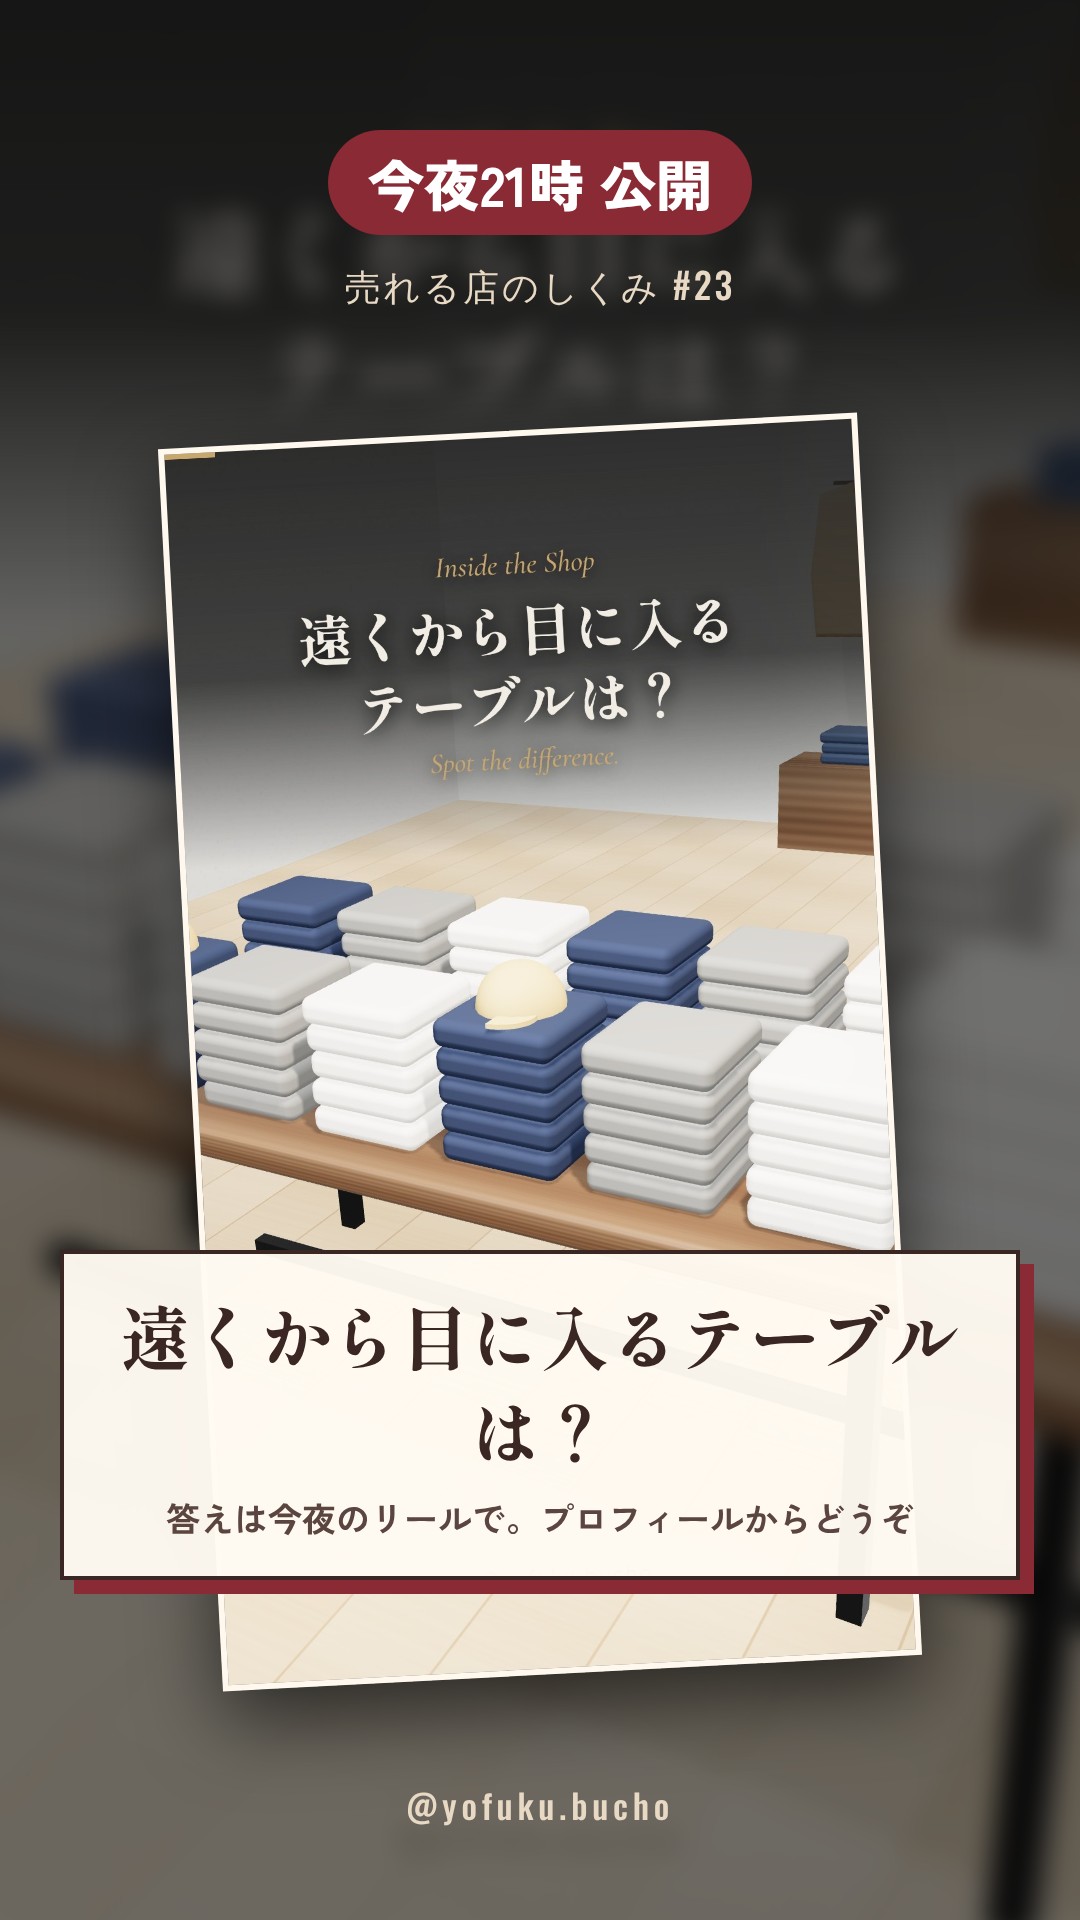 今夜21時 公開
売れる店のしくみ #23
Inside the Shop
遠くから目に入る
テーブルは？
Spot the difference.
遠くから目に入るテーブル
は？
答えは今夜のリールで。プロフィールからどうぞ
@yofuku.bucho